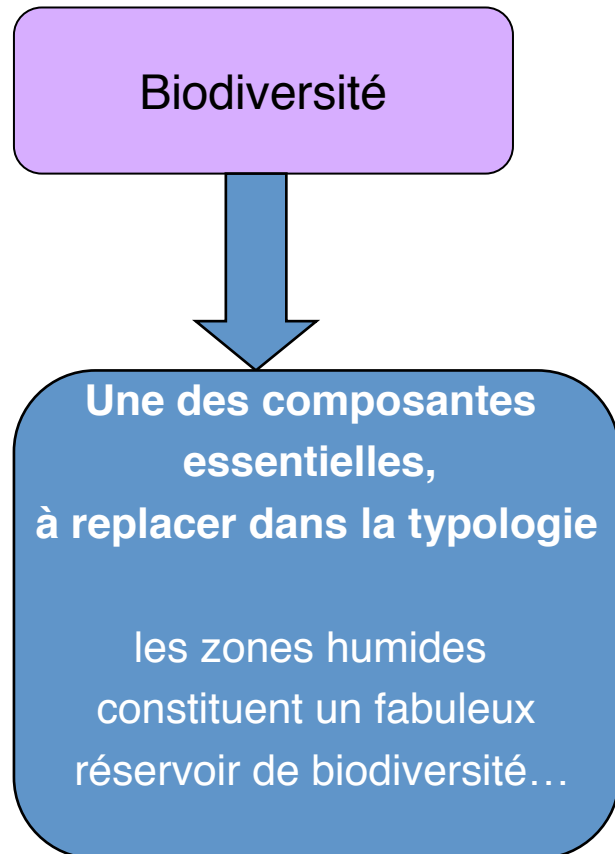 Biodiversité
Une des composantes
essentielles,
à replacer dans la typologie
les zones humides
constituent un fabuleux
réservoir de biodiversité…